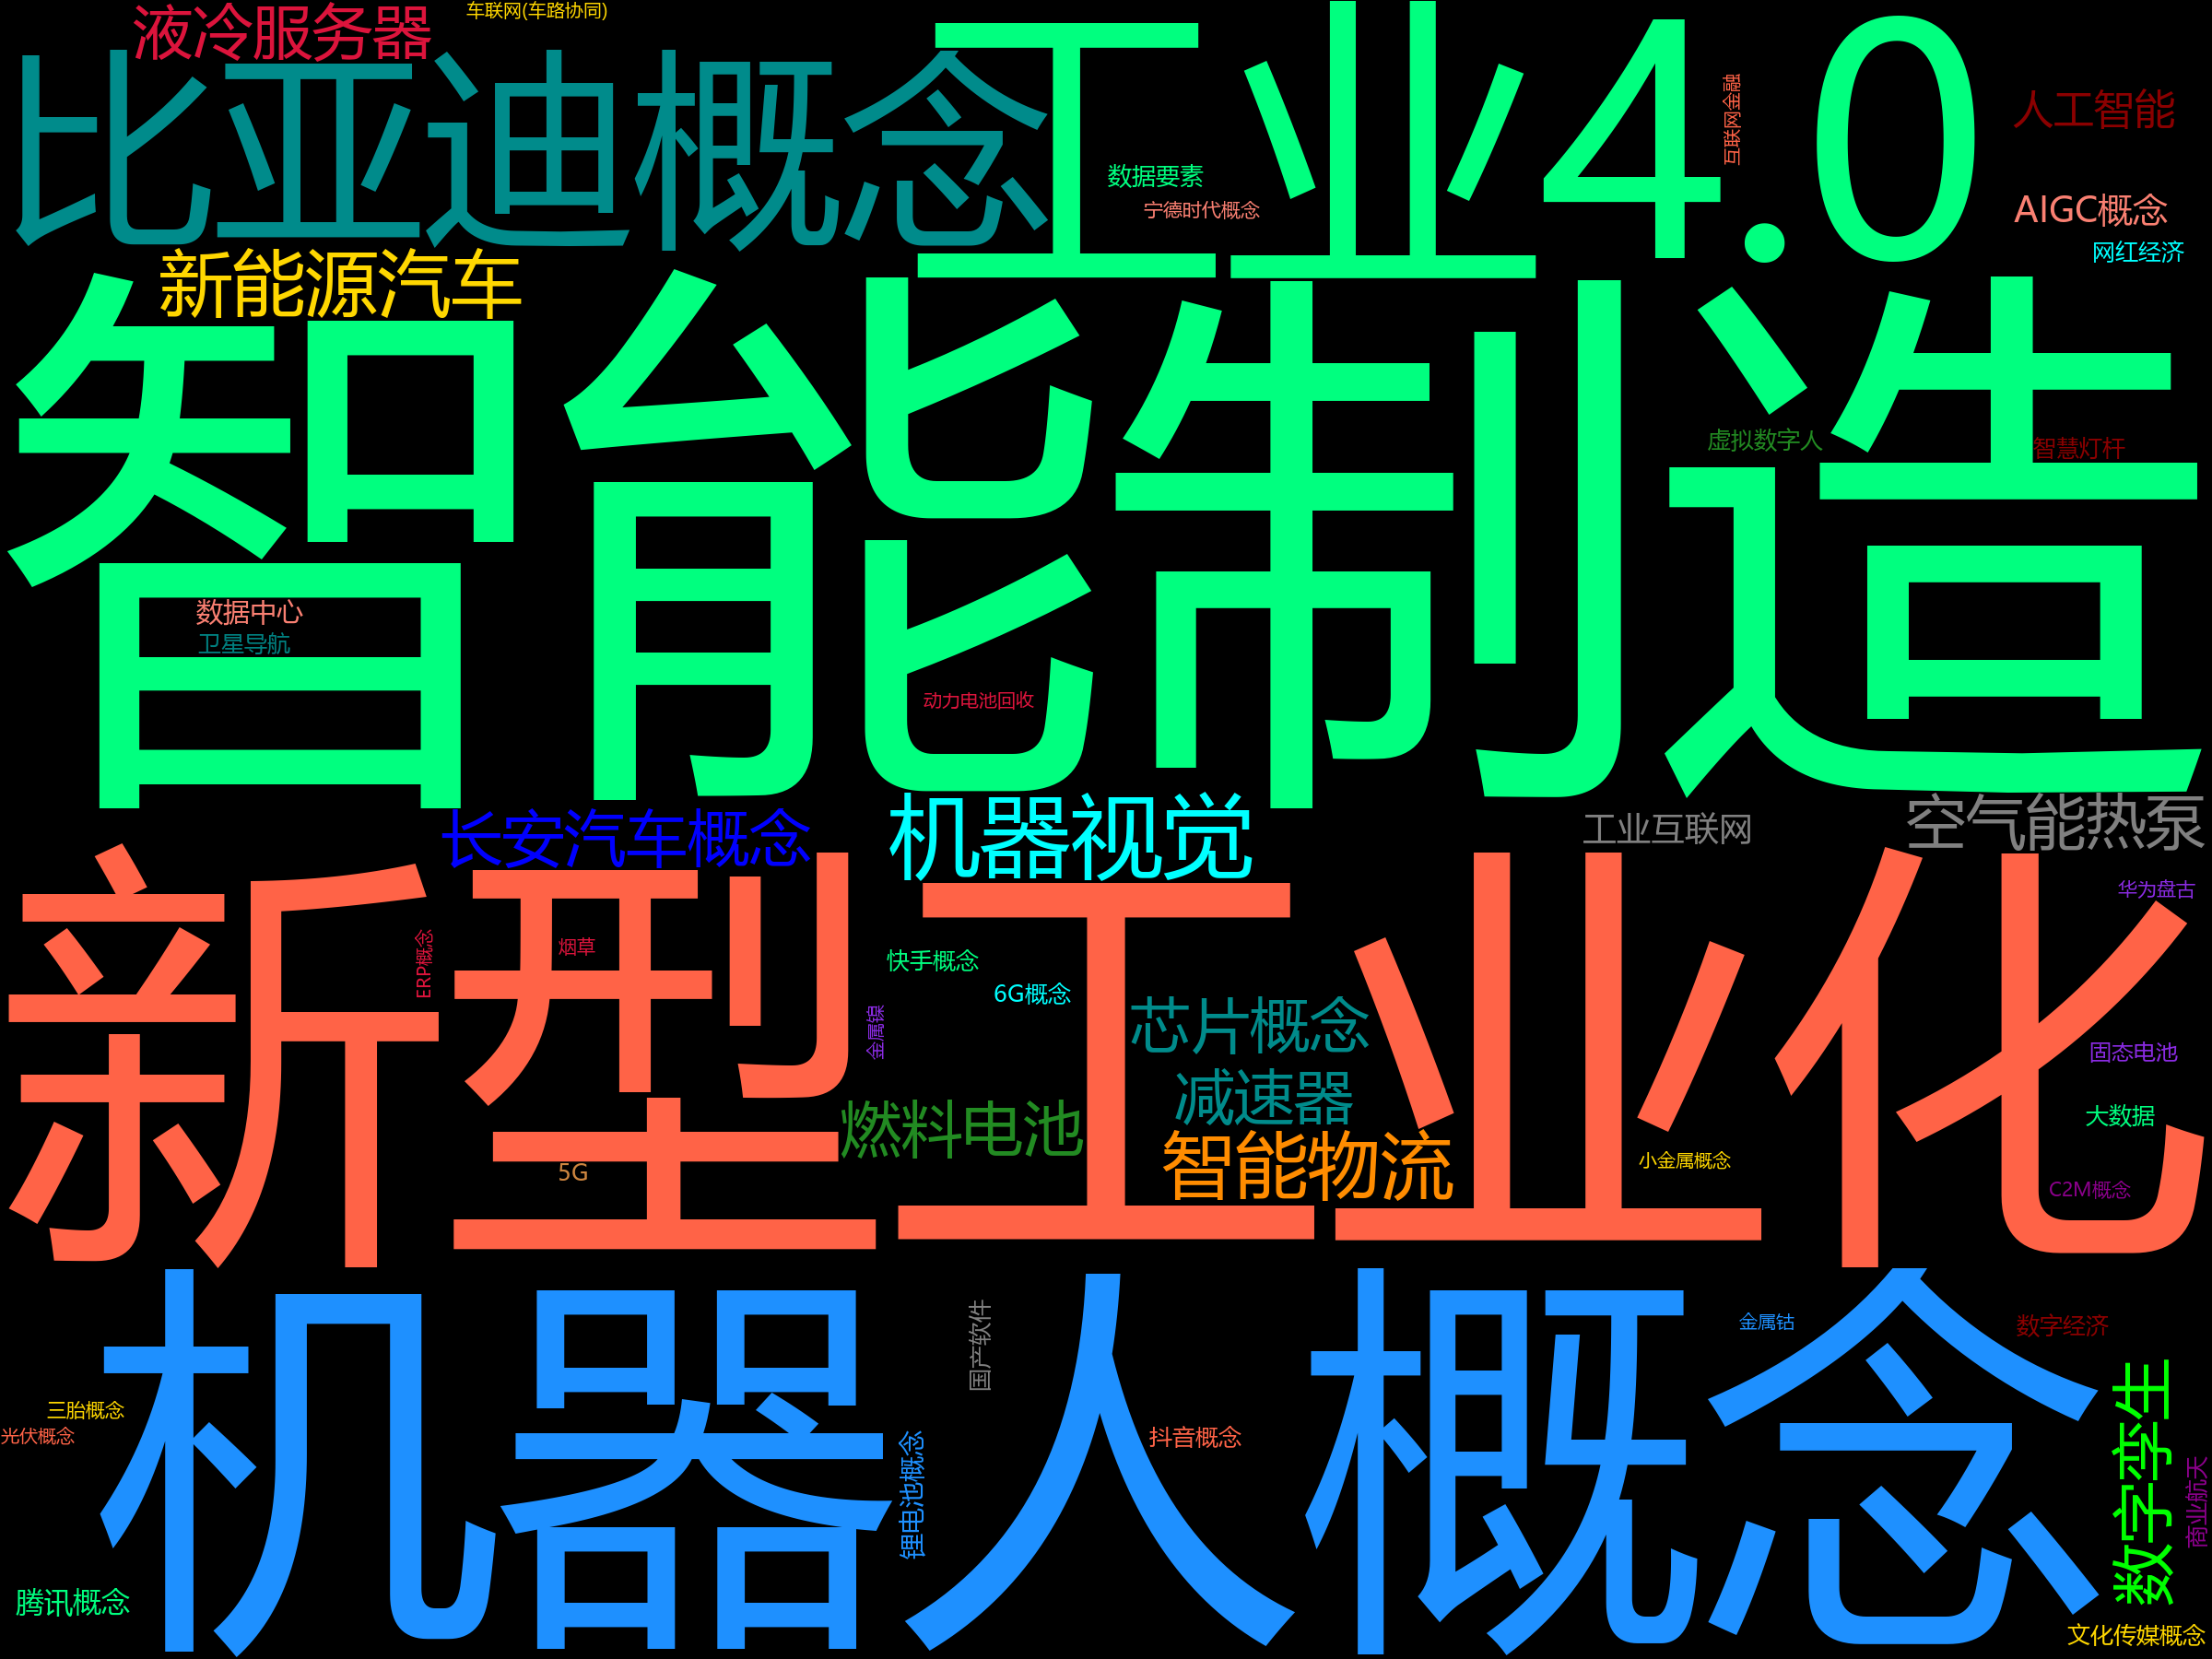 液冷服务器
车联网(车路协同)
比亚迪概念
工业4.0
互联网金融
人工智能
数据要素
宁德时代概念
AIGC概念
网红经济
新能源汽车
智能制造
虚拟数字人
智慧灯杆
数据中心
卫星导航
动力电池回收
长安汽车概念
机器视觉
工业互联网
空气能热泵
新型工业化
华为盘古
ERP概念
烟草
快手概念
6G概念
金属镍
芯片概念
固态电池
减速器
大数据
燃料电池
智能物流
小金属概念
5G
C2M概念
机器人概念
国产软件
金属钴
数字经济
三胎概念
光伏概念
锂电池概念
抖音概念
数字孪生
商业航天
腾讯概念
文化传媒概念